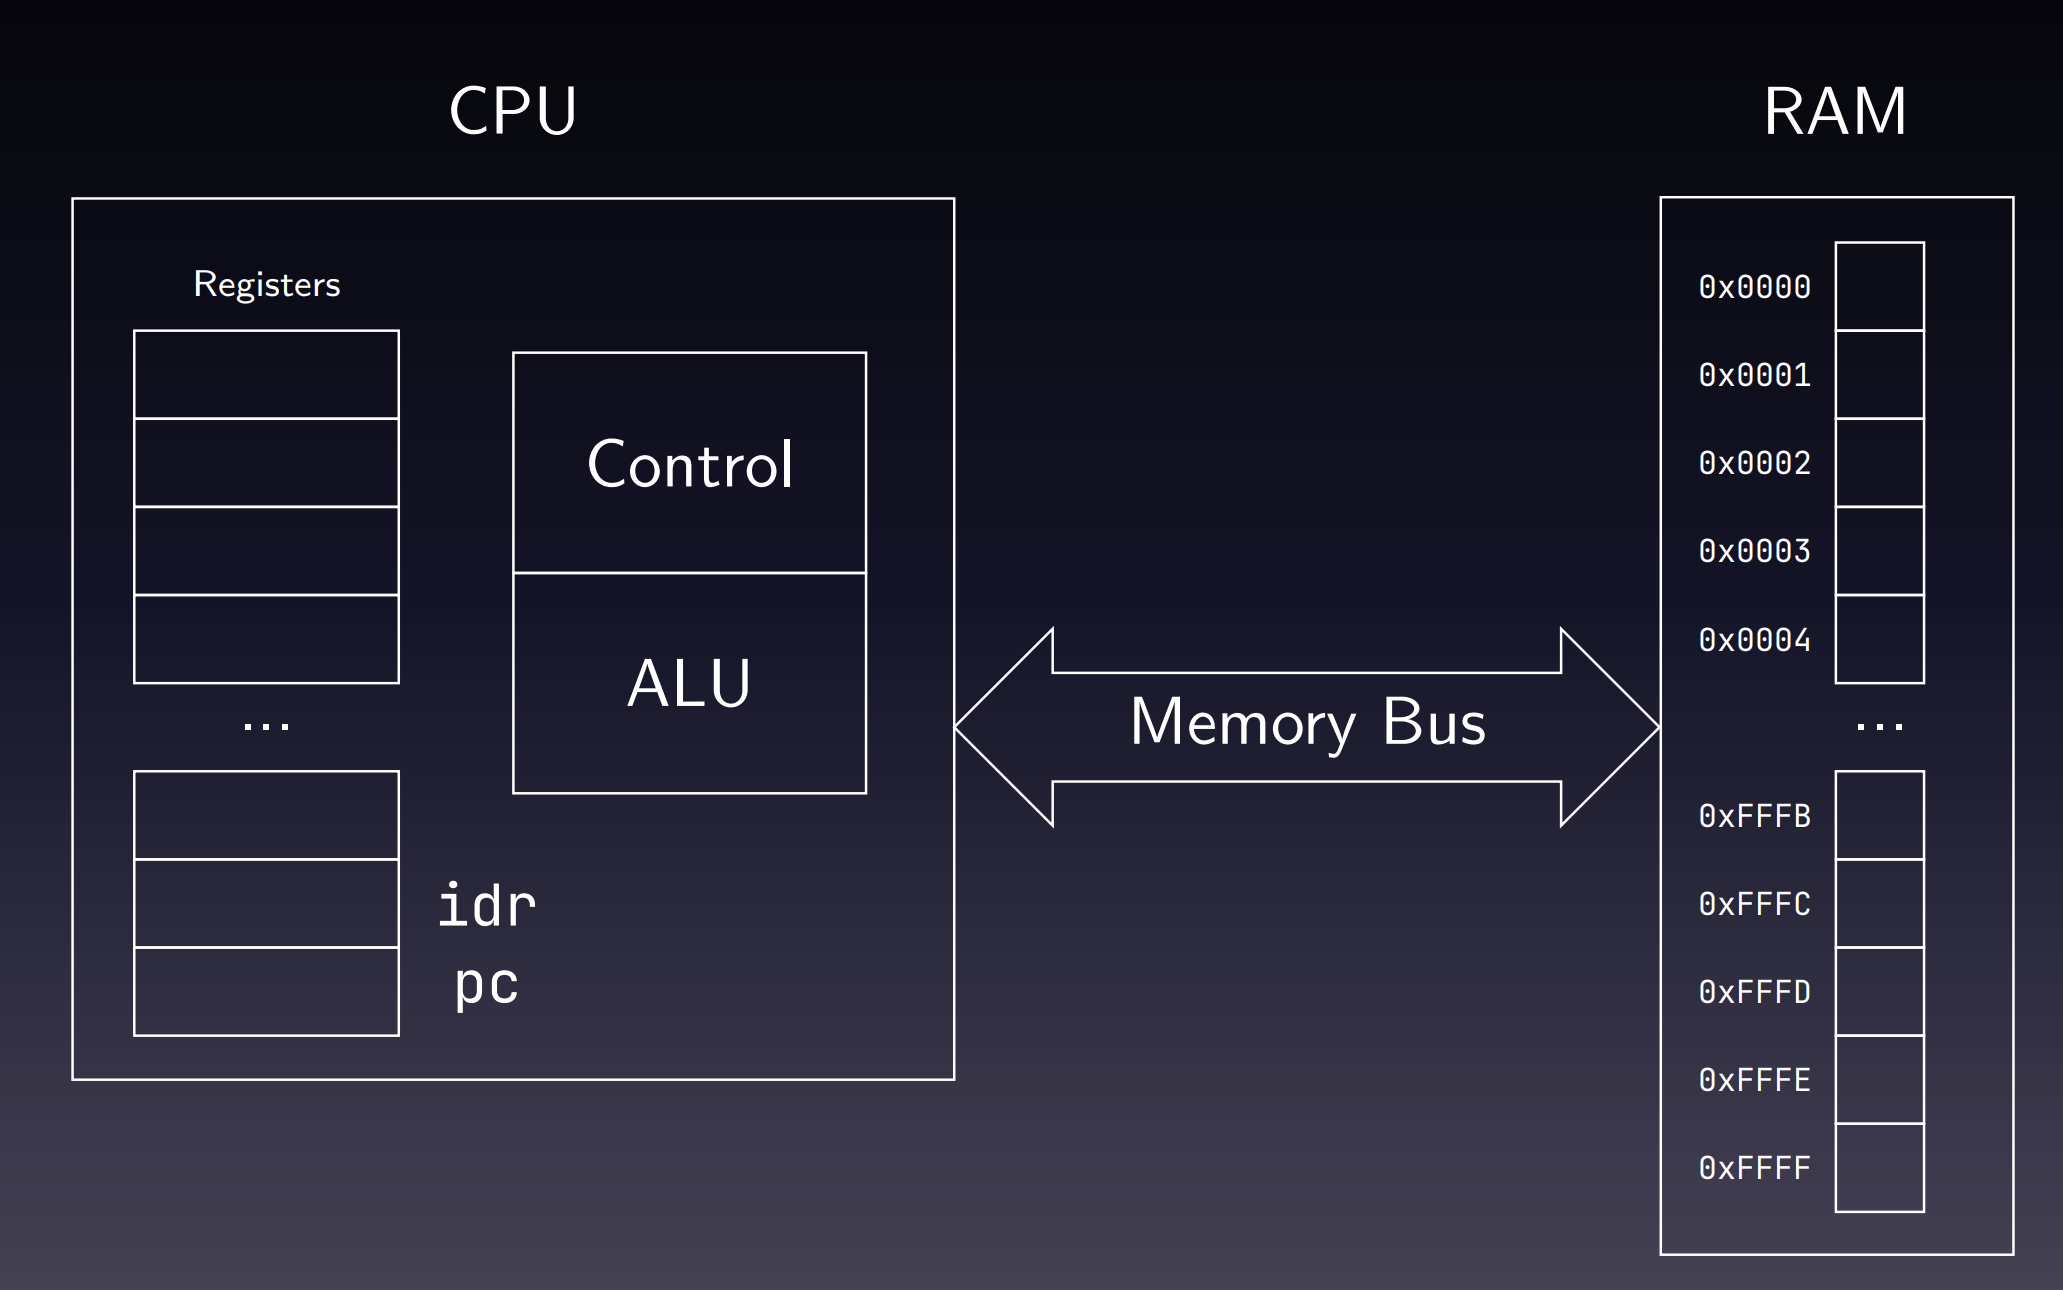 CPU
Registers
...
idr
pc
Control
ALU
Memory Bus
RAM
0x0000
0x0001
0x0002
0x0003
0x0004
...
0xFFFB
0xFFFC
0xFFFD
0xFFFE
0xFFFF